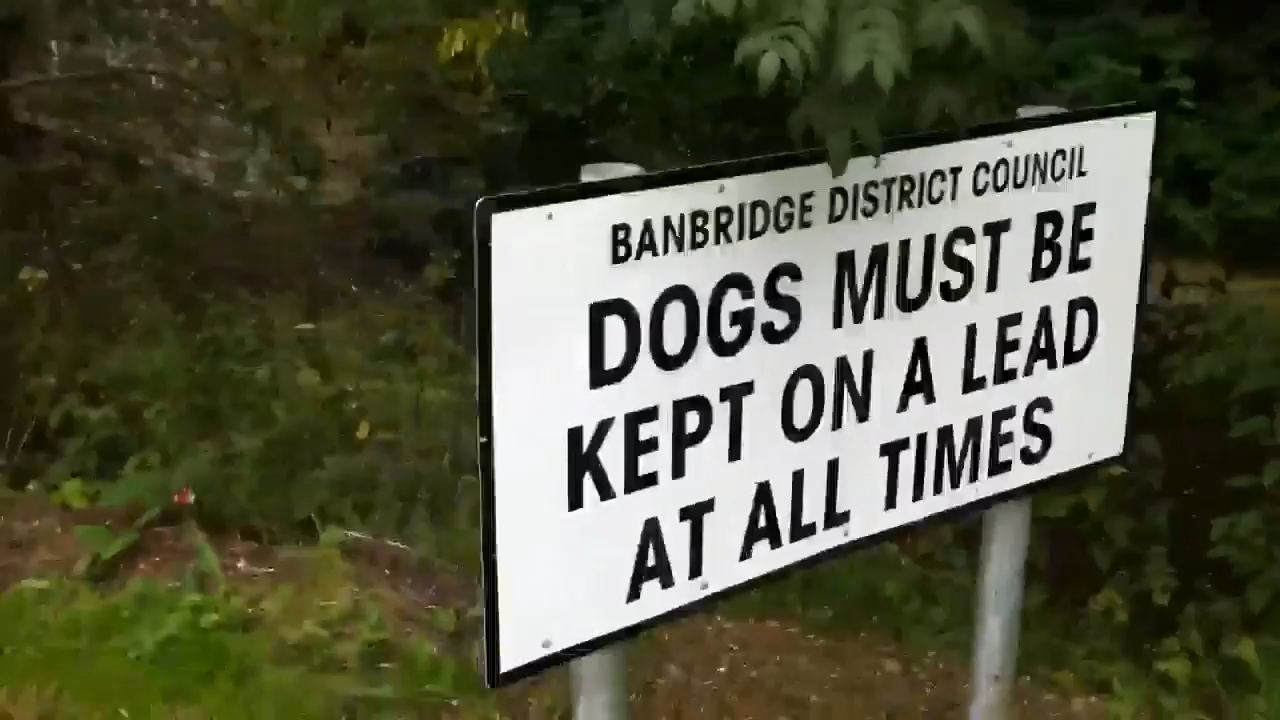 BANBRIDGE DISTRICT COUNCIL
DOGS MUST BE
KEPT ON A LEAD
AT ALL TIMES